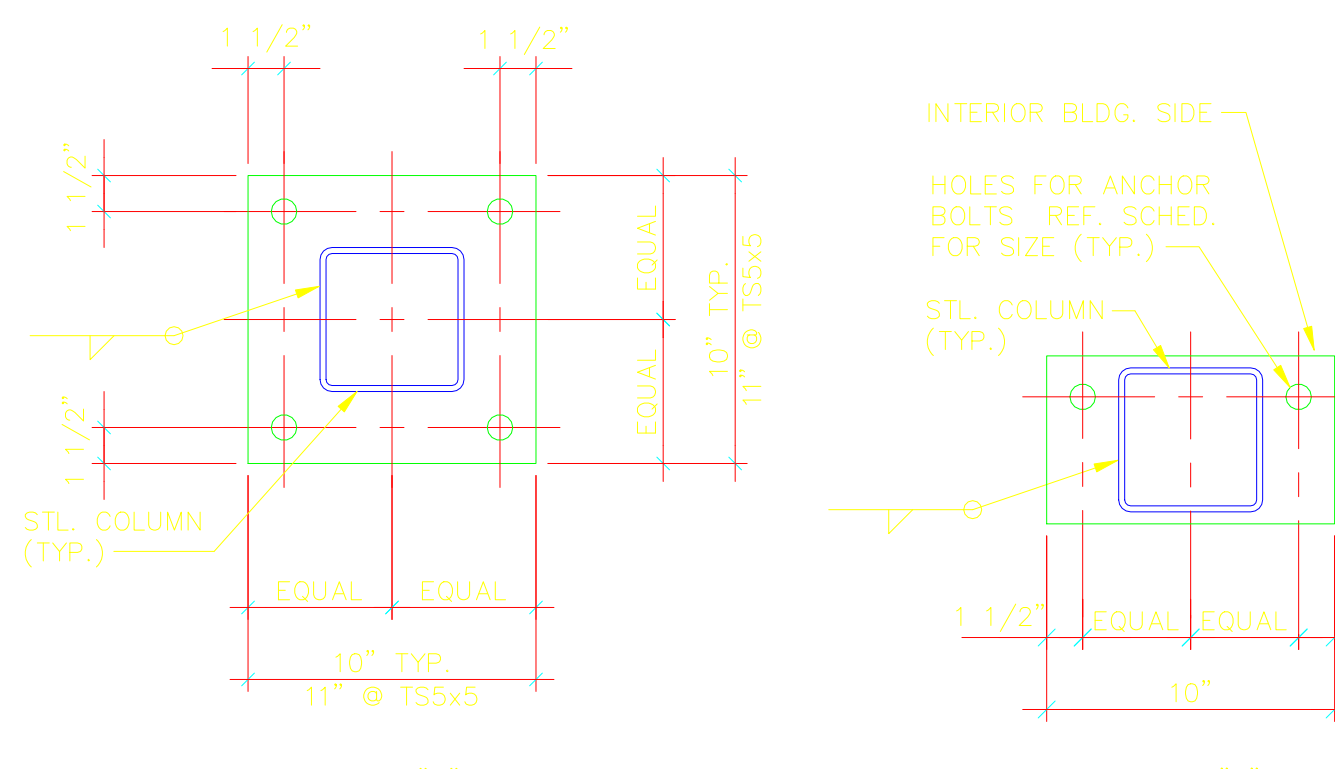 1 1/2"
1 1/2"
1 1/2"
EQUAL
10" TYP.
11" @ TS5x5
EQUAL
1 1/2"
STL. COLUMN
(TYP.)
EQUAL
EQUAL
10" TYP.
11" @ TS5x5
INTERIOR BLDG. SIDE
HOLES FOR ANCHOR
BOLTS REF. SCHED.
FOR SIZE (TYP.)
STL. COLUMN
(TYP.)
1 1/2"
EQUAL
EQUAL
10"